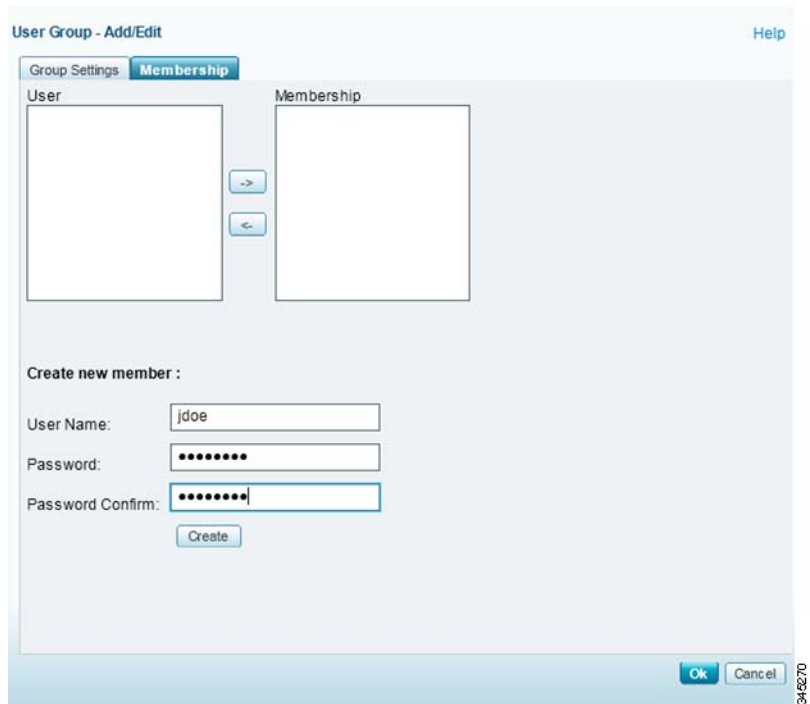 User Group - Add/Edit
Help
Group Settings
Membership
User
Membership
->
<-
Create new member :
User Name:
jdoe
Password:
••••••••
Password Confirm:
••••••••
Create
Ok
Cancel
345270